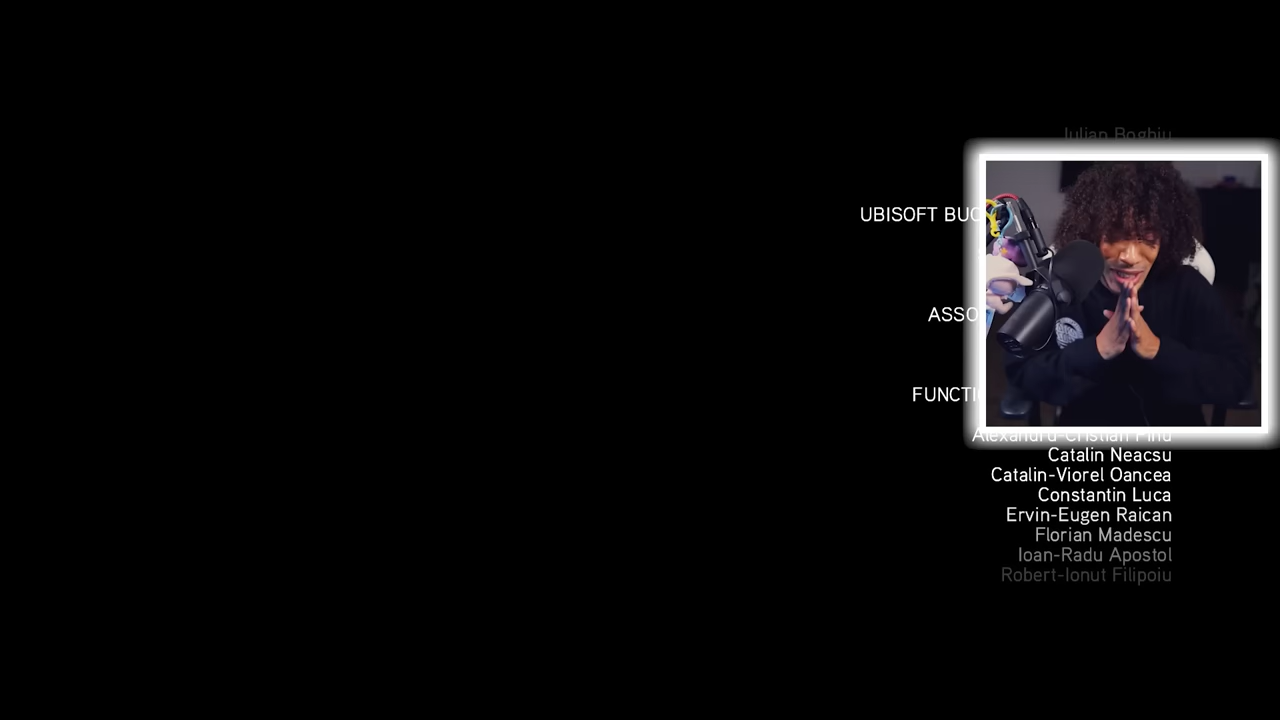 Iulian Boghiu
UBISOFT BUC
ASSO
FUNCTI
Alexandru-Cristian Pinu
Catalin Neacsu
Catalin-Viorel Oancea
Constantin Luca
Ervin-Eugen Raican
Florian Madescu
Ioan-Radu Apostol
Robert-Ionut Filipoiu